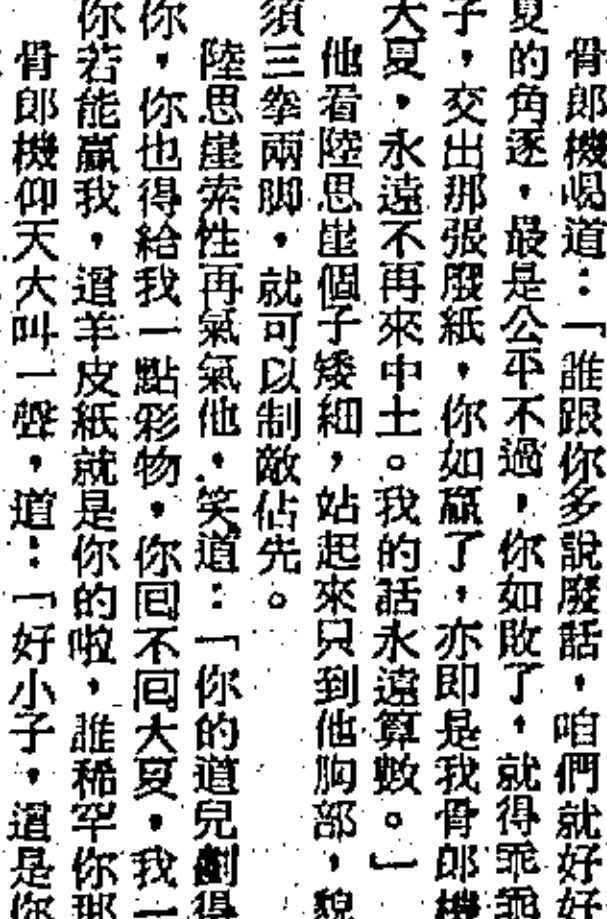 骨郎機喝道：「誰跟你多說廢話，咱們就好好
夏的角逐，最是公平不過，你如敗了，就得乖乖
子，交出那張廢紙，你如贏了，亦即是我骨郎機
大夏，永遠不再來中土。我的話永遠算數。」
他看陸思崖個子矮細，站起來只到他胸部，貌
須三拳兩脚，就可以制敵佔先。
陸思崖索性再氣氣他，笑道：「你的道兒劃得
你，你也得給我一點彩物，你回不回大夏，我一
你若能贏我，這羊皮紙就是你的啦，誰稀罕你那
骨郎機仰天大叫一聲，道：「好小子，這是你